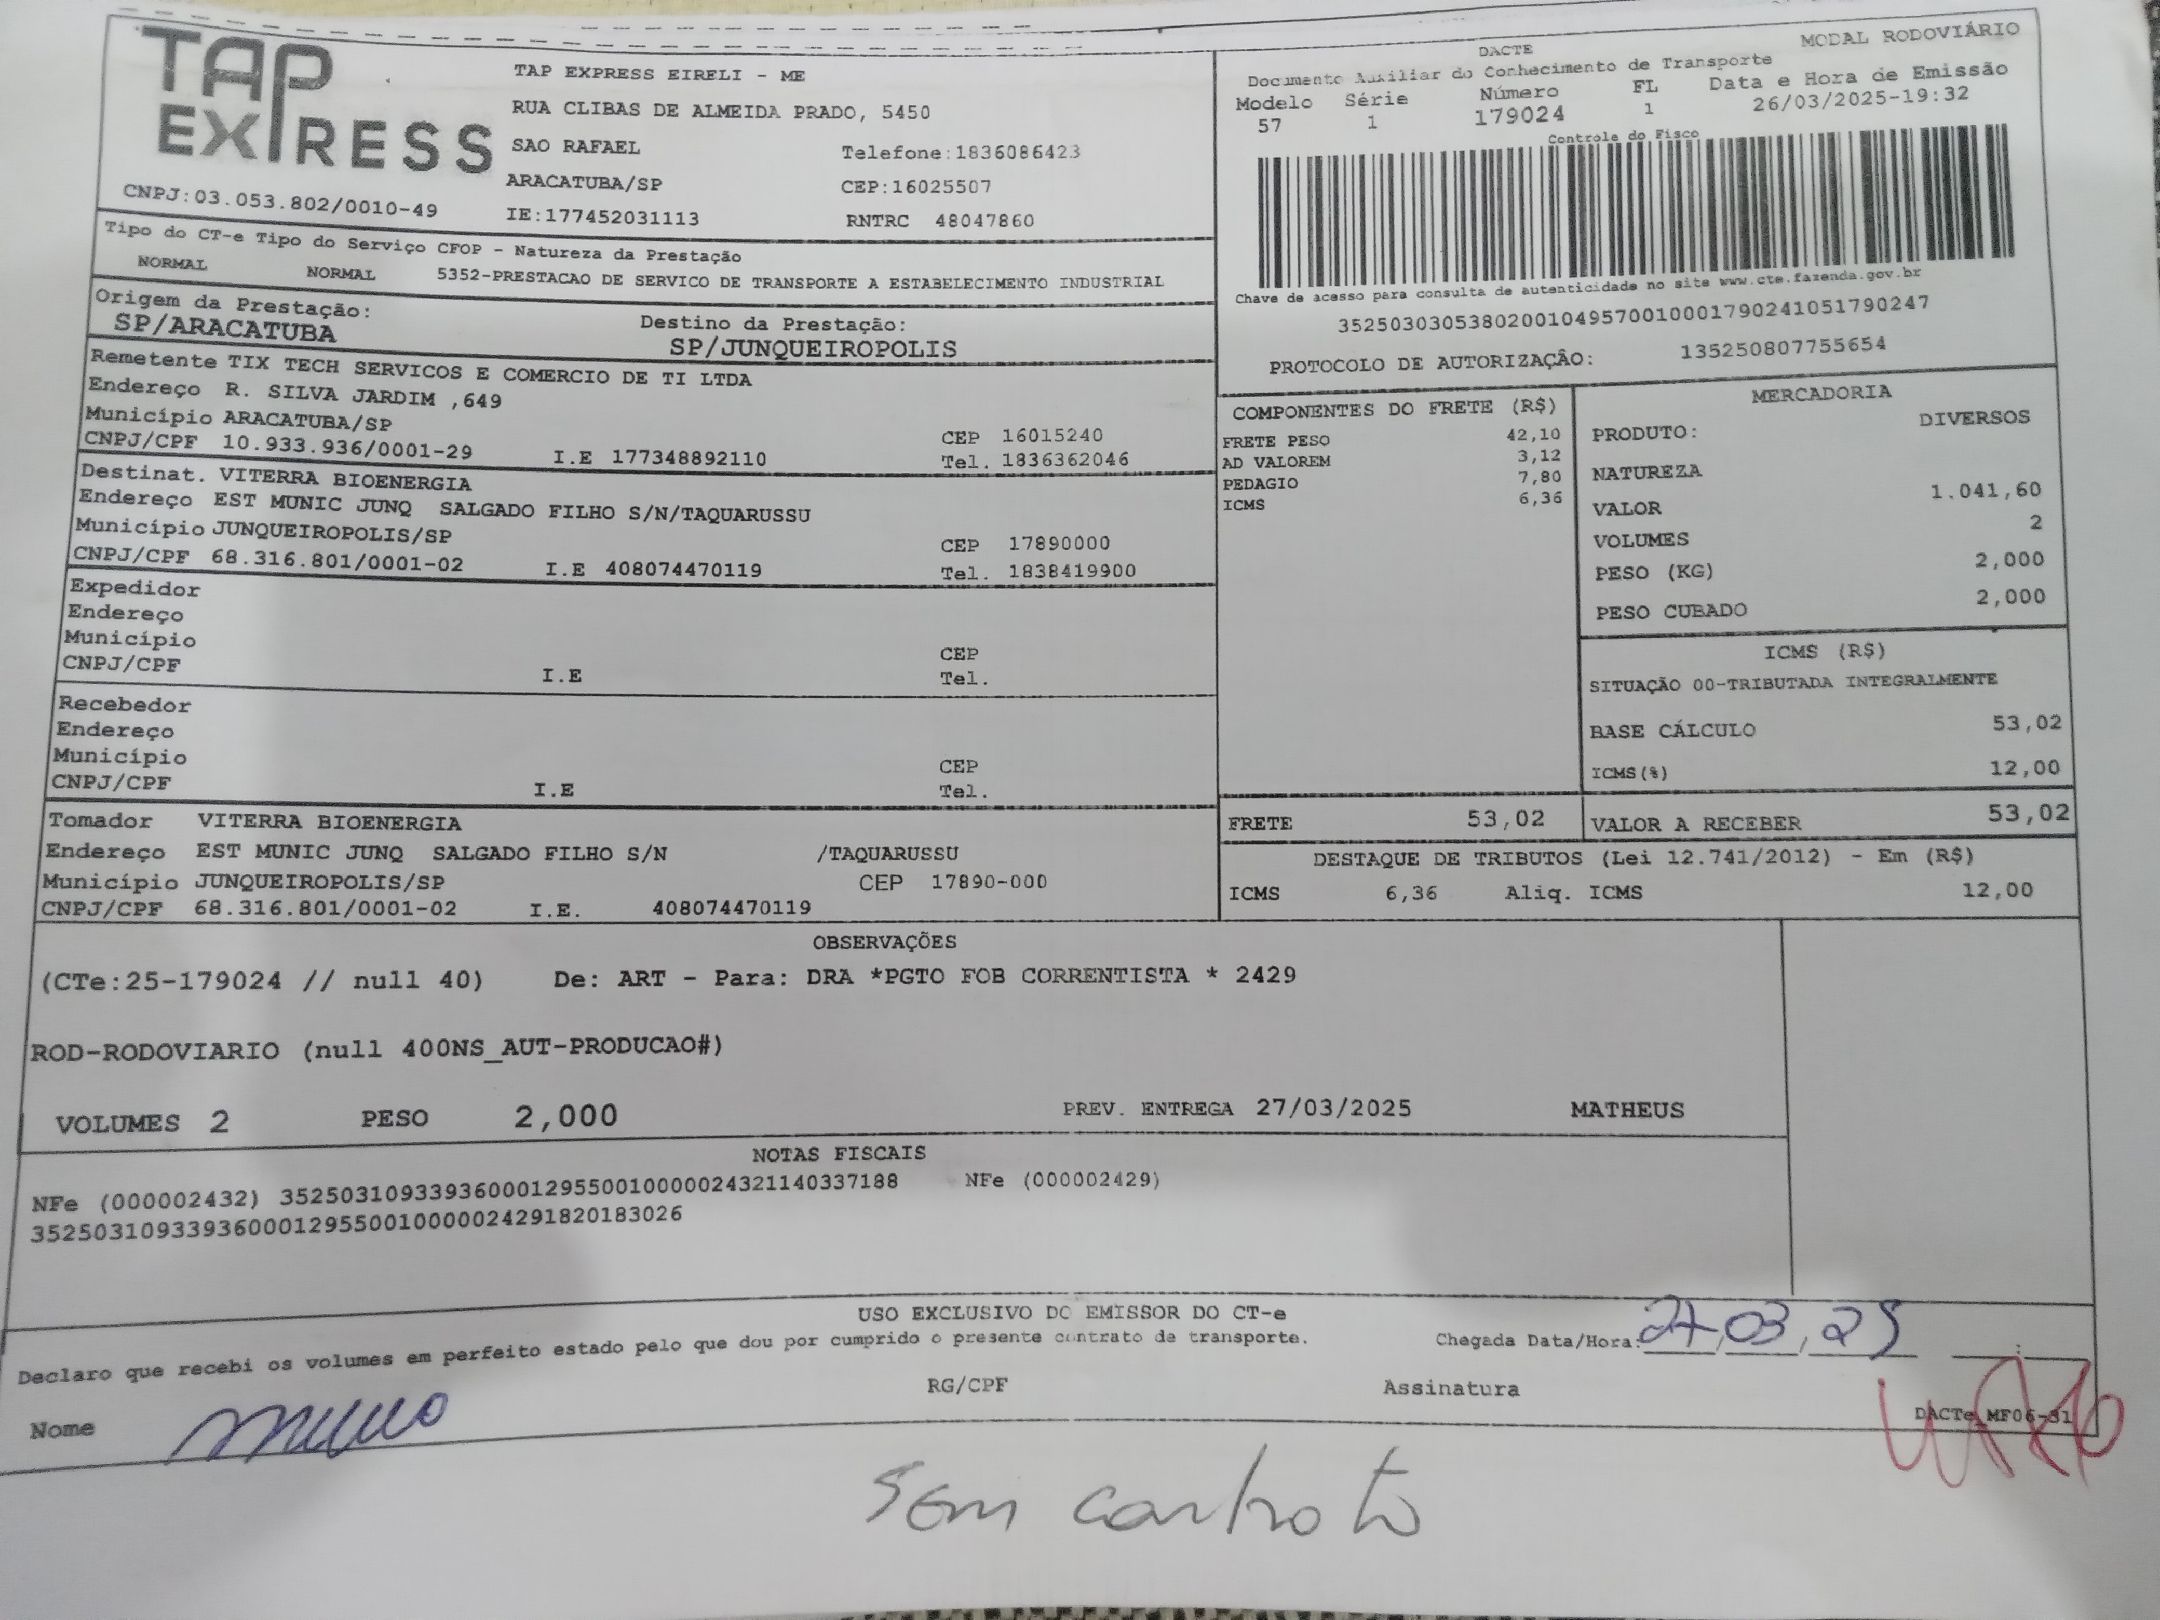 TAP EXPRESS
TAP EXPRESS EIRELI - ME
RUA CLIBAS DE ALMEIDA PRADO, 5450
SAO RAFAEL Telefone:1836086423
ARACATUBA/SP CEP:16025507
CNPJ:03.053.802/0010-49 IE:177452031113 RNTRC 48047860
MODAL RODOVIÁRIO
DACTE
Documento Auxiliar do Conhecimento de Transporte
Modelo Série Número FL Data e Hora de Emissão
57 1 179024 1 26/03/2025-19:32
Controle do Fisco
Chave de acesso para consulta de autenticidade no site www.cte.fazenda.gov.br
35250303053802001049570010001790241051790247
PROTOCOLO DE AUTORIZAÇÃO: 135250807755654
Tipo do CT-e Tipo do Serviço CFOP - Natureza da Prestação
NORMAL NORMAL 5352-PRESTACAO DE SERVICO DE TRANSPORTE A ESTABELECIMENTO INDUSTRIAL
Origem da Prestação: Destino da Prestação:
SP/ARACATUBA SP/JUNQUEIROPOLIS
Remetente TIX TECH SERVICOS E COMERCIO DE TI LTDA
Endereço R. SILVA JARDIM ,649
Município ARACATUBA/SP CEP 16015240
CNPJ/CPF 10.933.936/0001-29 I.E 177348892110 Tel. 1836362046
Destinat. VITERRA BIOENERGIA
Endereço EST MUNIC JUNQ SALGADO FILHO S/N/TAQUARUSSU
Município JUNQUEIROPOLIS/SP CEP 17890000
CNPJ/CPF 68.316.801/0001-02 I.E 408074470119 Tel. 1838419900
Expedidor
Endereço
Município CEP
CNPJ/CPF I.E Tel.
Recebedor
Endereço
Município CEP
CNPJ/CPF I.E Tel.
Tomador VITERRA BIOENERGIA
Endereço EST MUNIC JUNQ SALGADO FILHO S/N /TAQUARUSSU
Município JUNQUEIROPOLIS/SP CEP 17890-000
CNPJ/CPF 68.316.801/0001-02 I.E. 408074470119
COMPONENTES DO FRETE (R$)
FRETE PESO 42,10
AD VALOREM 3,12
PEDAGIO 7,80
ICMS 6,36
MERCADORIA
PRODUTO: DIVERSOS
NATUREZA
VALOR 1.041,60
VOLUMES 2
PESO (KG) 2,000
PESO CUBADO 2,000
ICMS (R$)
SITUAÇÃO 00-TRIBUTADA INTEGRALMENTE
BASE CÁLCULO 53,02
ICMS(%) 12,00
FRETE 53,02 VALOR A RECEBER 53,02
DESTAQUE DE TRIBUTOS (Lei 12.741/2012) - Em (R$)
ICMS 6,36 Aliq. ICMS 12,00
OBSERVAÇÕES
(CTe:25-179024 // null 40) De: ART - Para: DRA *PGTO FOB CORRENTISTA * 2429
ROD-RODOVIARIO (null 400NS_AUT-PRODUCAO#)
VOLUMES 2 PESO 2,000 PREV. ENTREGA 27/03/2025 MATHEUS
NOTAS FISCAIS
NFe (000002432) 35250310933936000129550010000024321140337188 NFe (000002429)
35250310933936000129550010000024291820183026
USO EXCLUSIVO DO EMISSOR DO CT-e
Declaro que recebi os volumes em perfeito estado pelo que dou por cumprido o presente contrato de transporte. Chegada Data/Hora: 27,03,25 :
Nome RG/CPF Assinatura DACTe_MF06-31
Sem contrato